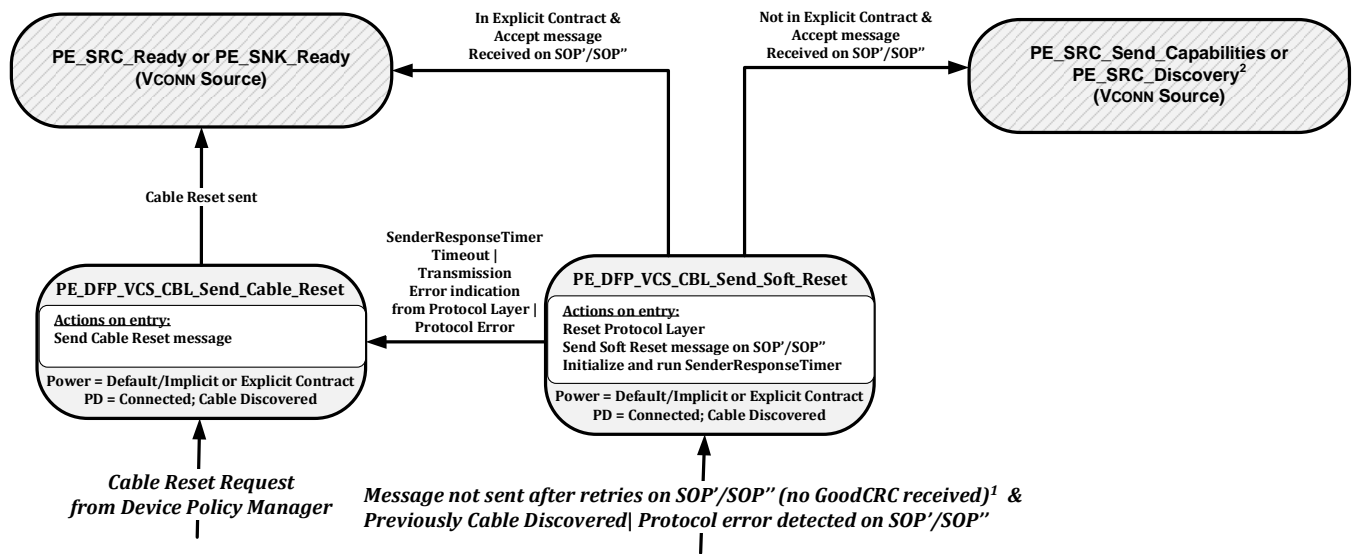 PE_SRC_Ready or PE_SNK_Ready
(VCONN Source)
In Explicit Contract &
Accept message
Received on SOP’/SOP’’
Not in Explicit Contract &
Accept message
Received on SOP’/SOP’’
PE_SRC_Send_Capabilities or
PE_SRC_Discovery²
(VCONN Source)
Cable Reset sent
SenderResponseTimer
Timeout |
Transmission
Error indication
from Protocol Layer |
Protocol Error
PE_DFP_VCS_CBL_Send_Cable_Reset
Actions on entry:
Send Cable Reset message
Power = Default/Implicit or Explicit Contract
PD = Connected; Cable Discovered
PE_DFP_VCS_CBL_Send_Soft_Reset
Actions on entry:
Reset Protocol Layer
Send Soft Reset message on SOP’/SOP’’
Initialize and run SenderResponseTimer
Power = Default/Implicit or Explicit Contract
PD = Connected; Cable Discovered
Cable Reset Request
from Device Policy Manager
Message not sent after retries on SOP’/SOP’’ (no GoodCRC received)¹ &
Previously Cable Discovered| Protocol error detected on SOP’/SOP’’